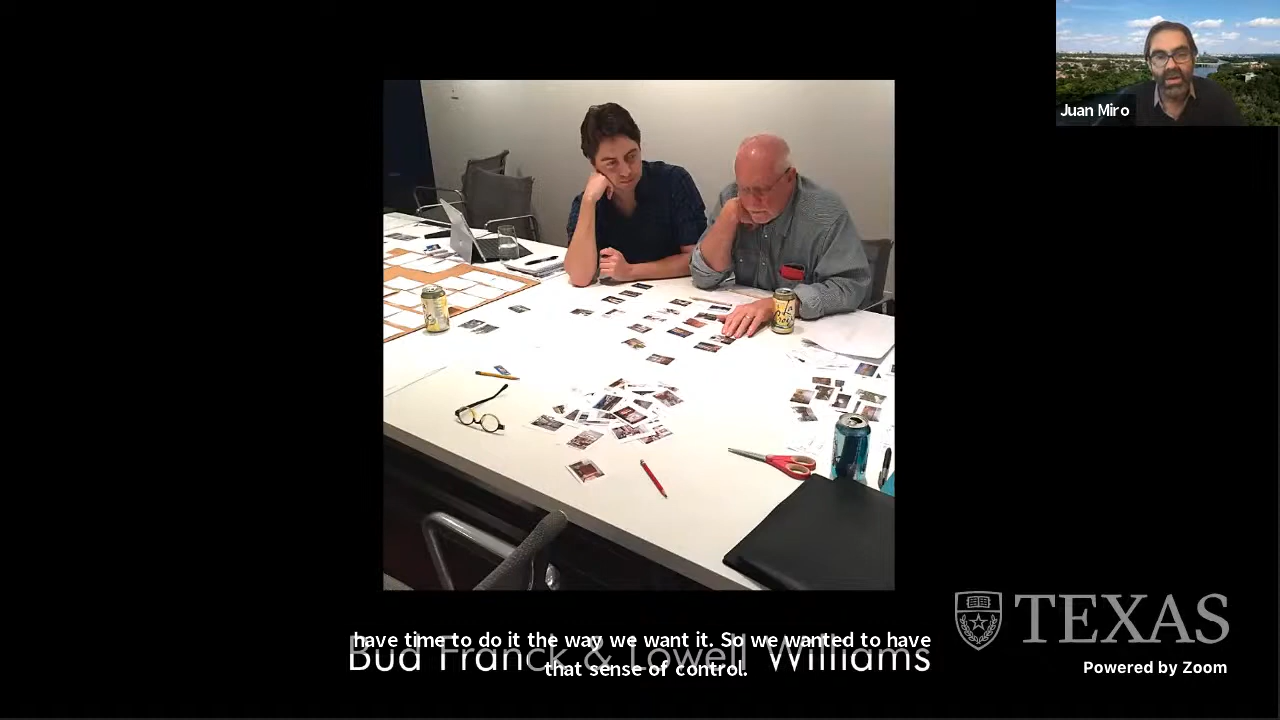 Juan Miro
have time to do it the way we want it. So we wanted to have
that sense of control.
Bud Franck & Lowell Williams
TEXAS
Powered by Zoom